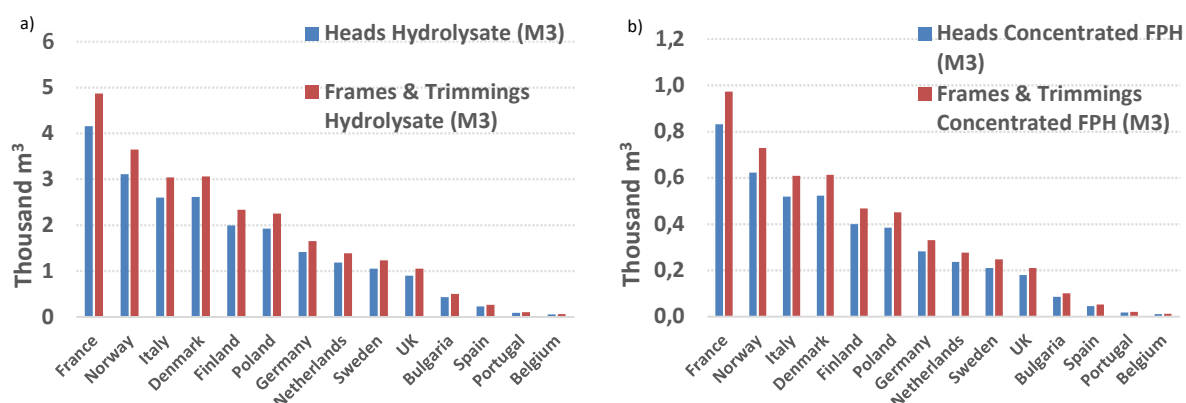 a)
Heads Hydrolysate (M3)
Frames & Trimmings
Hydrolysate (M3)
Thousand m³
6
5
4
3
2
1
0
France
Norway
Italy
Denmark
Finland
Poland
Germany
Netherlands
Sweden
UK
Bulgaria
Spain
Portugal
Belgium
b)
Heads Concentrated FPH
(M3)
Frames & Trimmings
Concentrated FPH (M3)
Thousand m³
1,2
1,0
0,8
0,6
0,4
0,2
0,0
France
Norway
Italy
Denmark
Finland
Poland
Germany
Netherlands
Sweden
UK
Bulgaria
Spain
Portugal
Belgium